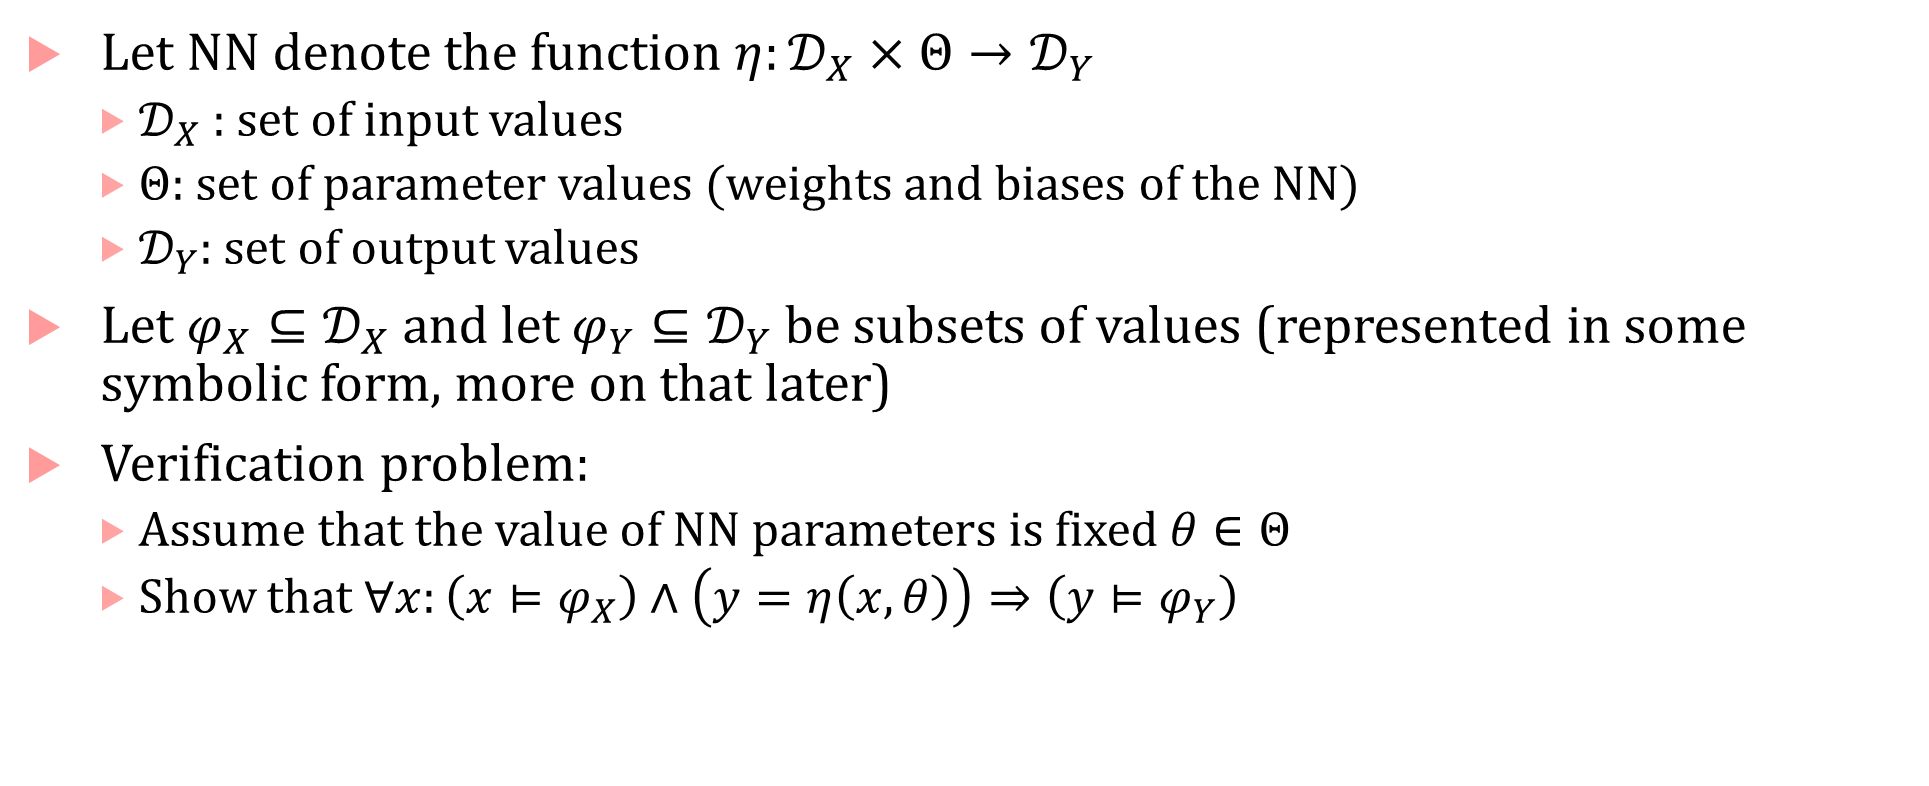 Let NN denote the function η: 𝒟_X × Θ → 𝒟_Y
𝒟_X : set of input values
Θ: set of parameter values (weights and biases of the NN)
𝒟_Y: set of output values
Let φ_X ⊆ 𝒟_X and let φ_Y ⊆ 𝒟_Y be subsets of values (represented in some
symbolic form, more on that later)
Verification problem:
Assume that the value of NN parameters is fixed θ ∈ Θ
Show that ∀x: (x ⊨ φ_X) ∧ (y = η(x, θ)) ⇒ (y ⊨ φ_Y)